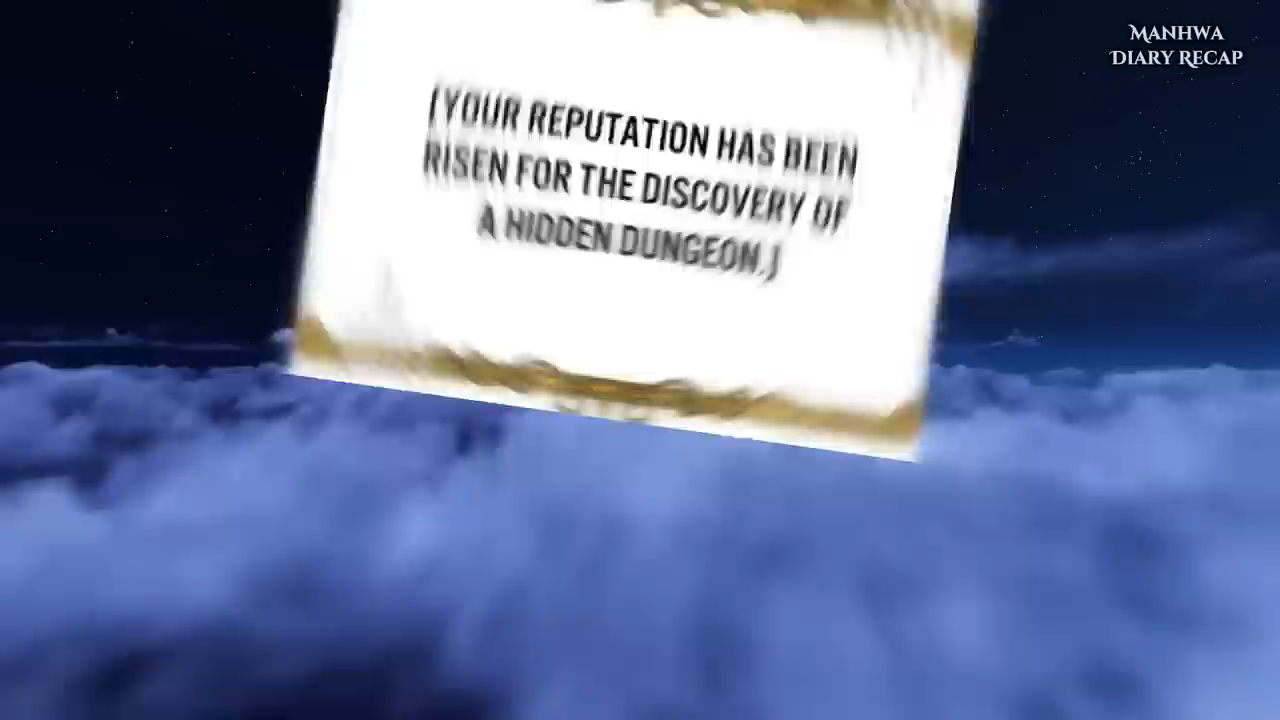 [YOUR REPUTATION HAS BEEN
RISEN FOR THE DISCOVERY OF
A HIDDEN DUNGEON.]
MANHWA
DIARY RECAP